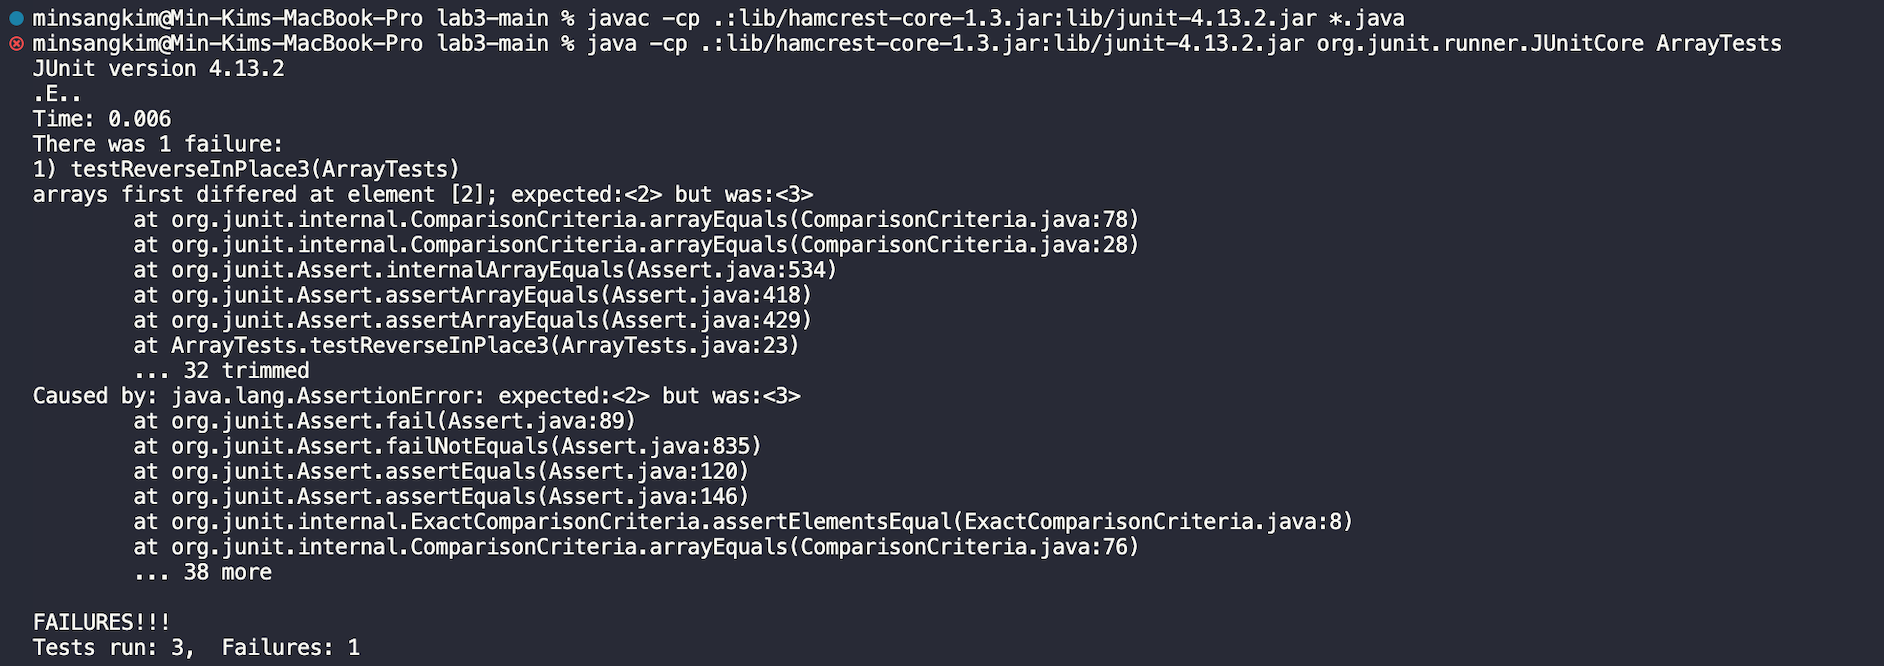 minsangkim@Min-Kims-MacBook-Pro lab3-main % javac -cp .:lib/hamcrest-core-1.3.jar:lib/junit-4.13.2.jar *.java
minsangkim@Min-Kims-MacBook-Pro lab3-main % java -cp .:lib/hamcrest-core-1.3.jar:lib/junit-4.13.2.jar org.junit.runner.JUnitCore ArrayTests
JUnit version 4.13.2
.E..
Time: 0.006
There was 1 failure:
1) testReverseInPlace3(ArrayTests)
arrays first differed at element [2]; expected:<2> but was:<3>
        at org.junit.internal.ComparisonCriteria.arrayEquals(ComparisonCriteria.java:78)
        at org.junit.internal.ComparisonCriteria.arrayEquals(ComparisonCriteria.java:28)
        at org.junit.Assert.internalArrayEquals(Assert.java:534)
        at org.junit.Assert.assertArrayEquals(Assert.java:418)
        at org.junit.Assert.assertArrayEquals(Assert.java:429)
        at ArrayTests.testReverseInPlace3(ArrayTests.java:23)
        ... 32 trimmed
Caused by: java.lang.AssertionError: expected:<2> but was:<3>
        at org.junit.Assert.fail(Assert.java:89)
        at org.junit.Assert.failNotEquals(Assert.java:835)
        at org.junit.Assert.assertEquals(Assert.java:120)
        at org.junit.Assert.assertEquals(Assert.java:146)
        at org.junit.internal.ExactComparisonCriteria.assertElementsEqual(ExactComparisonCriteria.java:8)
        at org.junit.internal.ComparisonCriteria.arrayEquals(ComparisonCriteria.java:76)
        ... 38 more

FAILURES!!!
Tests run: 3,  Failures: 1